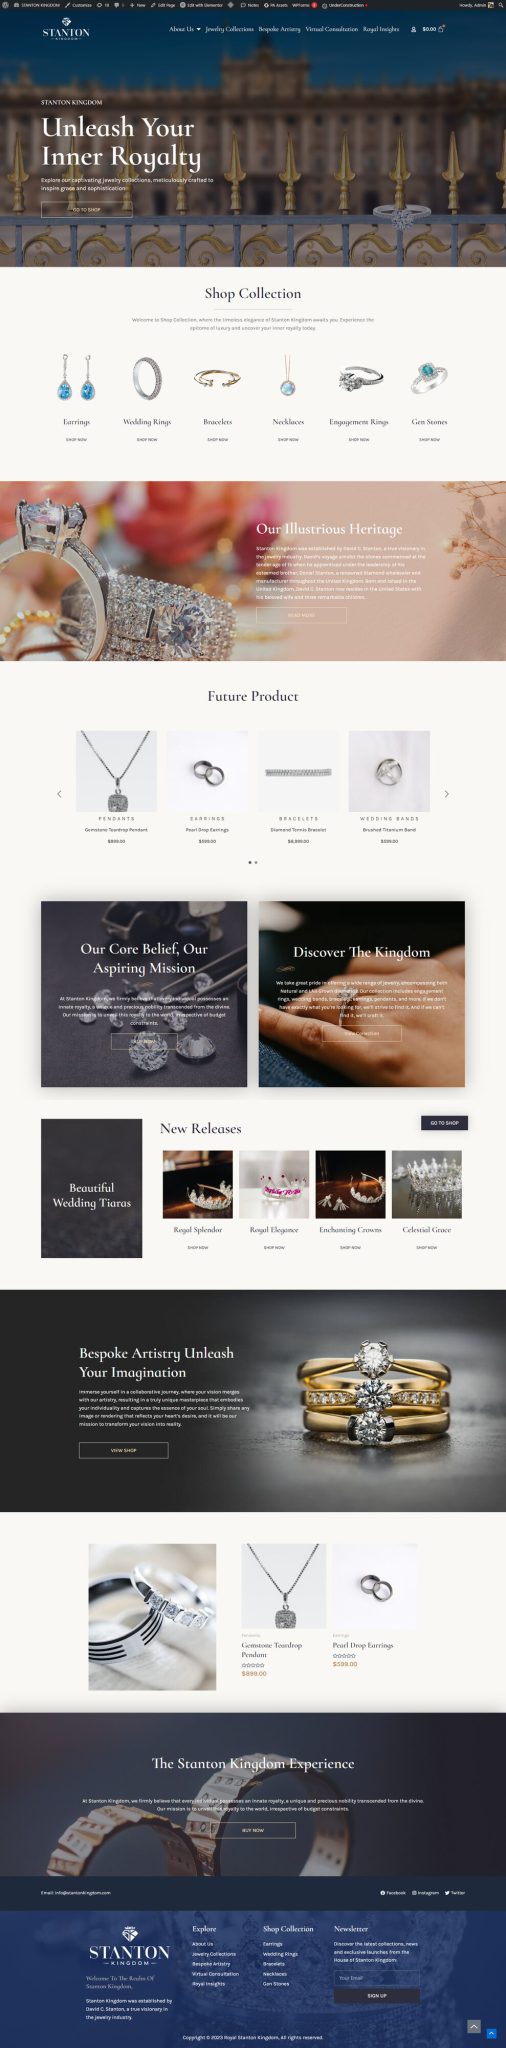 STANTON KINGDOM Customize 10 0 New Edit Page Edit with Elementor Notes PA Assets WPForms UnderConstruction Howdy, Admin
STANTON
KINGDOM
About Us Jewelry Collections Bespoke Artistry Virtual Consultation Royal Insights $0.00
STANTON KINGDOM
Unleash Your
Inner Royalty
Explore our captivating jewelry collections, meticulously crafted to
inspire grace and sophistication!
GO TO SHOP
Shop Collection
Welcome to Shop Collection, where the timeless elegance of Stanton Kingdom awaits you. Experience the
epitome of luxury and uncover your inner royalty today.
Earrings Wedding Rings Bracelets Necklaces Engagement Rings Gen Stones
SHOP NOW SHOP NOW SHOP NOW SHOP NOW SHOP NOW SHOP NOW
Our Illustrious Heritage
Stanton Kingdom was established by David C. Stanton, a true visionary in
the jewelry industry. David's voyage amidst the stones commenced at the
tender age of 15 when he apprenticed under the leadership of his
esteemed brother, Daniel Stanton, a renowned Diamond wholesaler and
manufacturer throughout the United Kingdom. Born and raised in the
United Kingdom, David C. Stanton now resides in the United States with
his beloved wife and three remarkable children.
READ MORE
Future Product
PENDANTS EARRINGS BRACELETS WEDDING BANDS
Gemstone Teardrop Pendant Pearl Drop Earrings Diamond Tennis Bracelet Brushed Titanium Band
$899.00 $599.00 $6,999.00 $599.00
Our Core Belief, Our
Aspiring Mission
At Stanton Kingdom, we firmly believe that every individual possesses an
innate royalty, a unique and precious nobility transcended from the divine.
Our mission is to unveil this royalty to the world, irrespective of budget
constraints.
BUY NOW
Discover The Kingdom
We take great pride in offering a wide range of jewelry, encompassing both
Natural and Lab Grown diamonds. Our collection includes engagement
rings, wedding bands, bracelets, earrings, pendants, and more. If we don't
have exactly what you're looking for, we'll strive to find it. And if we can't
find it, we'll craft it.
View Collection
Beautiful
Wedding Tiaras
New Releases
GO TO SHOP
Royal Splendor Royal Elegance Enchanting Crowns Celestial Grace
SHOP NOW SHOP NOW SHOP NOW SHOP NOW
Bespoke Artistry Unleash
Your Imagination
Immerse yourself in a collaborative journey, where your vision merges
with our artistry, resulting in a truly unique masterpiece that embodies
your individuality and captures the essence of your soul. Simply share any
image or rendering that reflects your heart's desire, and it will be our
mission to transform your vision into reality.
VIEW SHOP
Pendants Earrings
Gemstone Teardrop
Pendant
$899.00
Pearl Drop Earrings
$599.00
The Stanton Kingdom Experience
At Stanton Kingdom, we firmly believe that every individual possesses an innate royalty, a unique and precious nobility transcended from the divine.
Our mission is to unveil this royalty to the world, irrespective of budget constraints.
BUY NOW
Email: info@stantonkingdom.com
Facebook Instagram Twitter
STANTON
KINGDOM
Welcome To The Realm Of
Stanton Kingdom,
Stanton Kingdom was established by
David C. Stanton, a true visionary in
the jewelry industry.
Explore
About Us
Jewelry Collections
Bespoke Artistry
Virtual Consultation
Royal Insights
Shop Collection
Earrings
Wedding Rings
Bracelets
Necklaces
Gen Stones
Newsletter
Discover the latest collections, news
and exclusive launches from the
House of Stanton Kingdom:
Your Email
SIGN UP
Copyright © 2023 Royal Stanton Kingdom, All rights reserved.